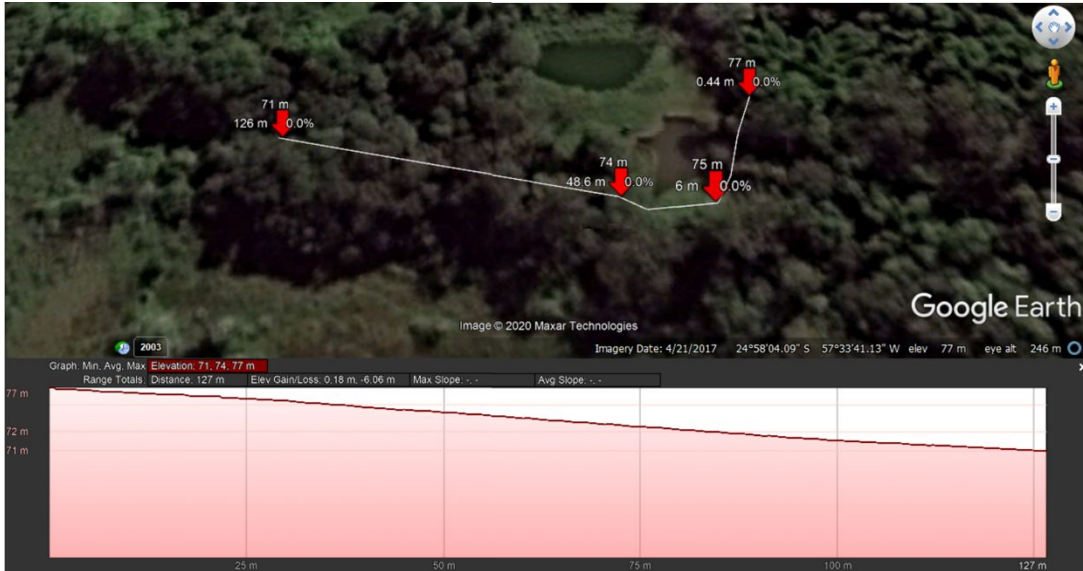 77 m
0.44 m 0.0%
71 m
126 m 0.0%
74 m
48.6 m 0.0%
75 m
6 m 0.0%
Google Earth
Image © 2020 Maxar Technologies
2003
Imagery Date: 4/21/2017 24°58'04.09" S 57°33'41.13" W elev 77 m eye alt 246 m
Graph: Min, Avg, Max Elevation: 71, 74, 77 m
Range Totals: Distance: 127 m Elev Gain/Loss: 0.18 m, -6.06 m Max Slope: -, - Avg Slope: -, -
77 m
72 m
71 m
25 m 50 m 75 m 100 m 127 m